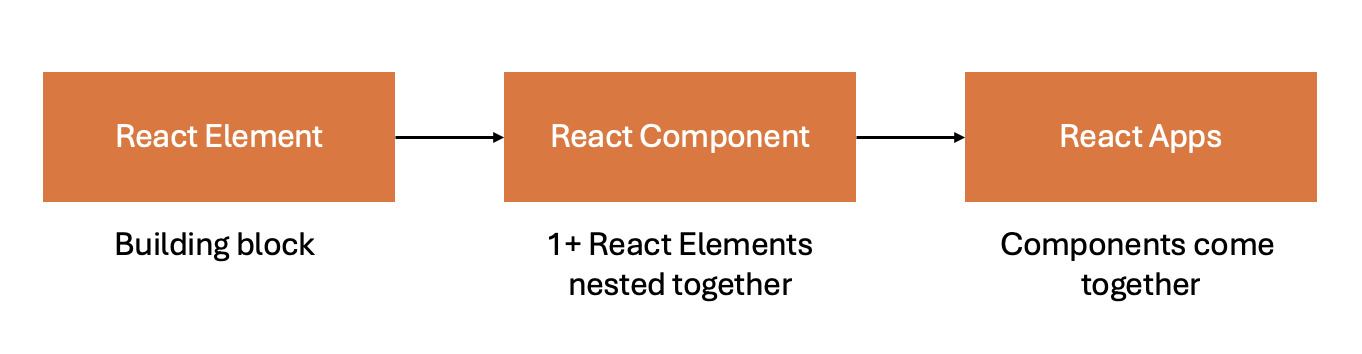 React Element
React Component
React Apps
Building block
1+ React Elements
nested together
Components come
together